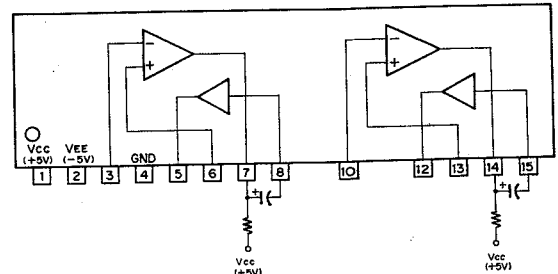 − −
+ +
VCC VEE
(+5V) (−5V) GND
1 2 3 4 5 6 7 8 10 12 13 14 15
+ +
VCC VCC
(+5V) (+5V)